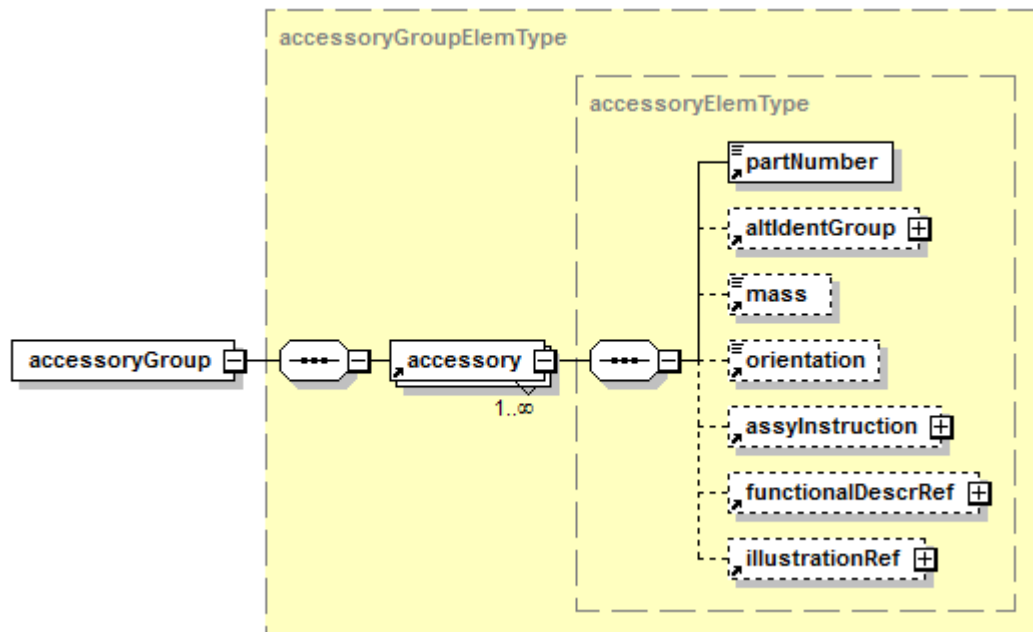 accessoryGroupElemType
accessoryElemType
partNumber
altIdentGroup
mass
accessoryGroup
accessory
1..∞
orientation
assyInstruction
functionalDescrRef
illustrationRef